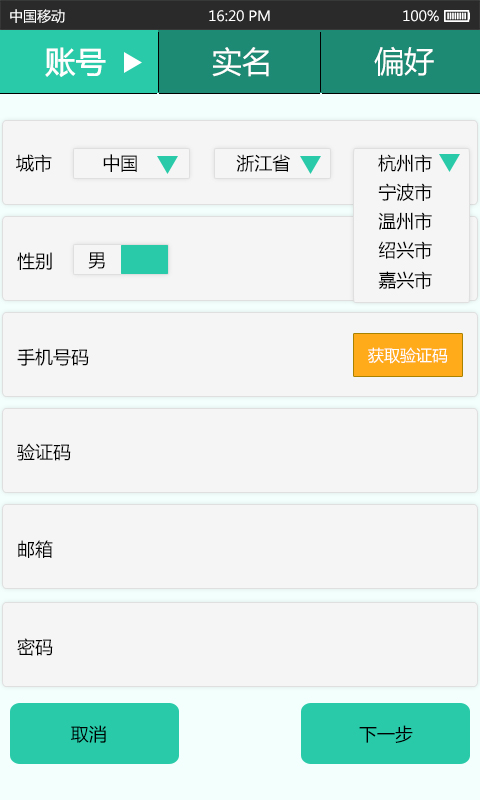 中国移动 16:20 PM 100%
账号 实名 偏好
城市 中国 浙江省 杭州市
宁波市
温州市
绍兴市
嘉兴市
性别 男
手机号码 获取验证码
验证码
邮箱
密码
取消 下一步